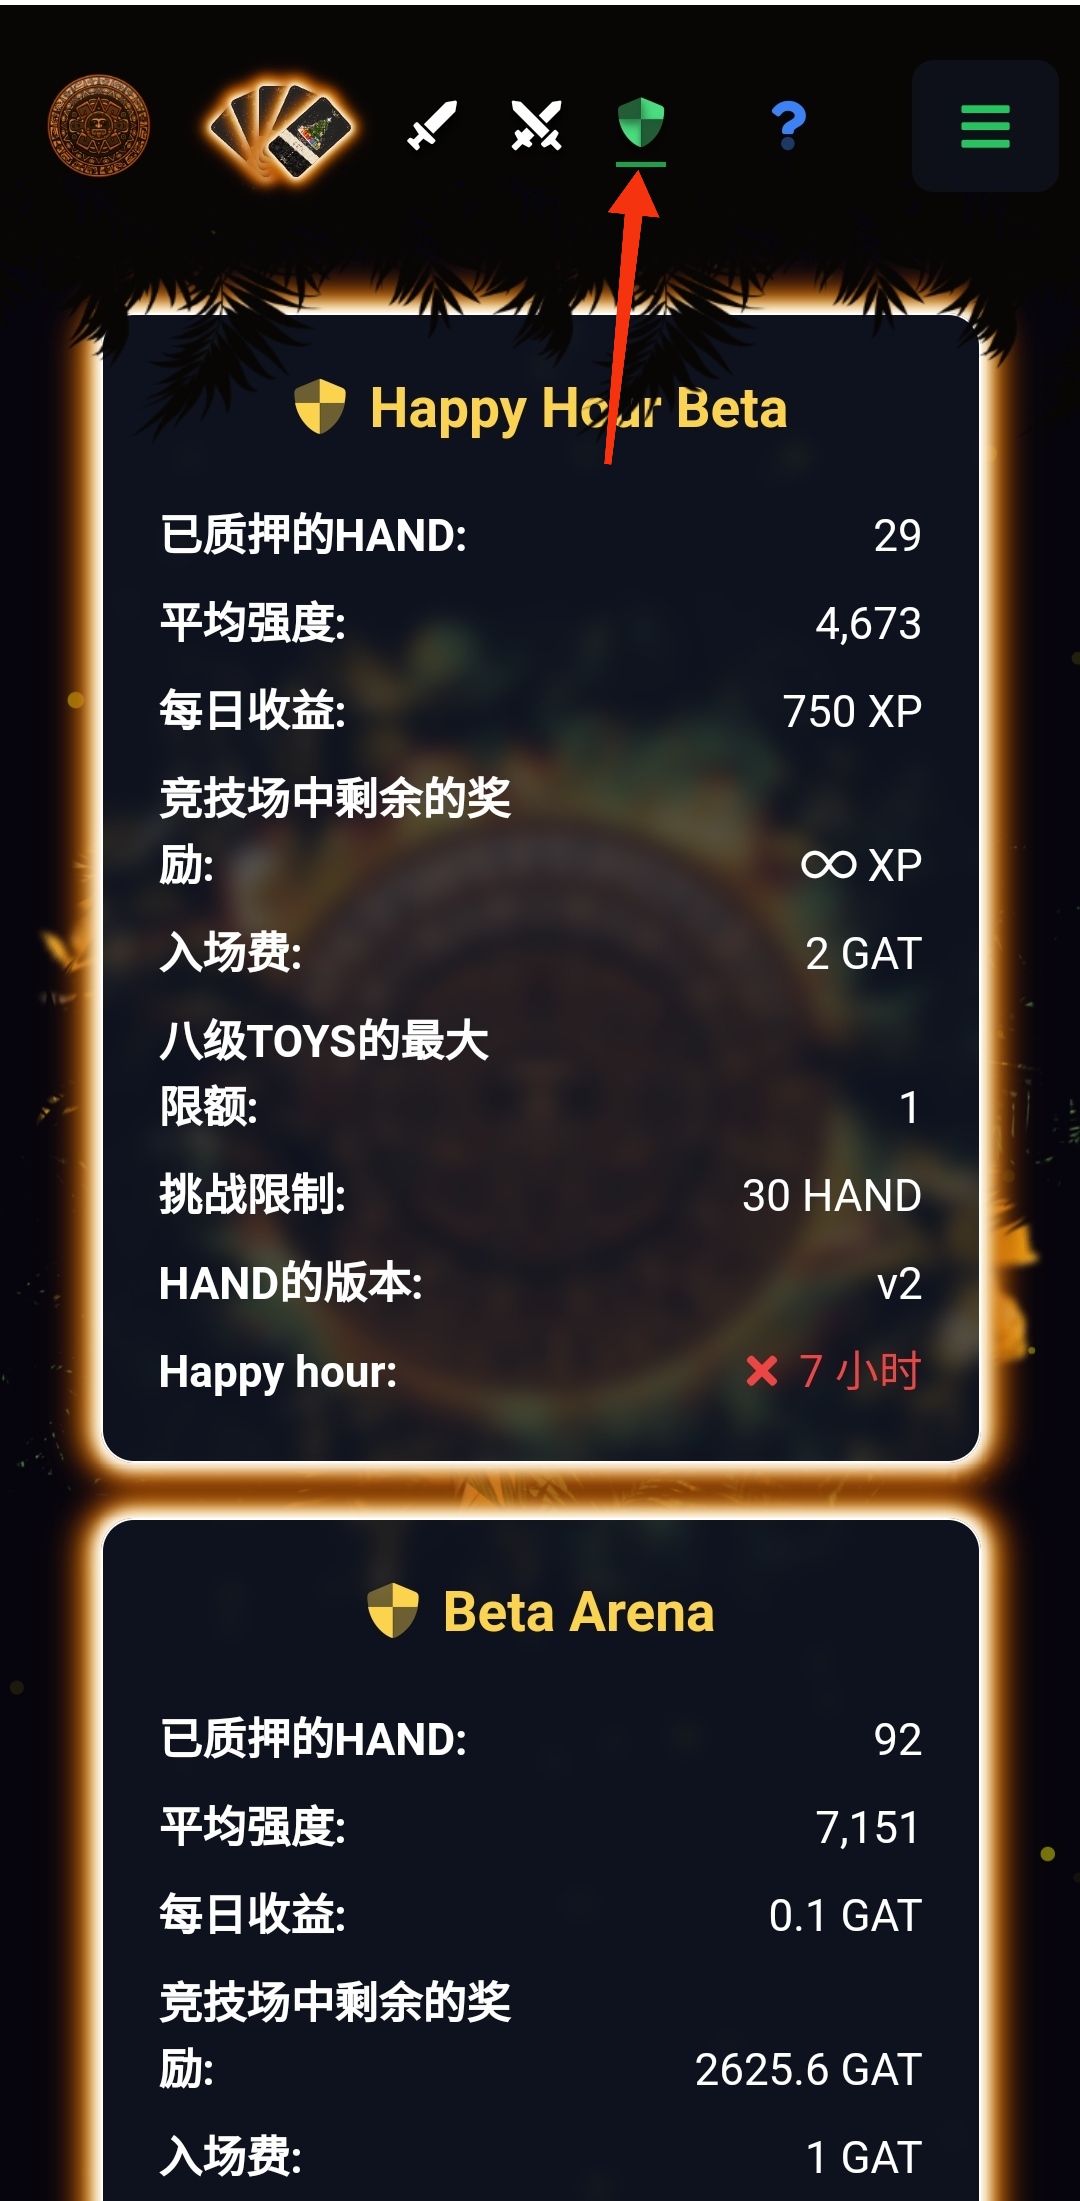 Happy Hour Beta
已质押的HAND: 29
平均强度: 4,673
每日收益: 750 XP
竞技场中剩余的奖
励: ∞ XP
入场费: 2 GAT
八级TOYS的最大
限额: 1
挑战限制: 30 HAND
HAND的版本: v2
Happy hour: 7 小时
Beta Arena
已质押的HAND: 92
平均强度: 7,151
每日收益: 0.1 GAT
竞技场中剩余的奖
励: 2625.6 GAT
入场费: 1 GAT